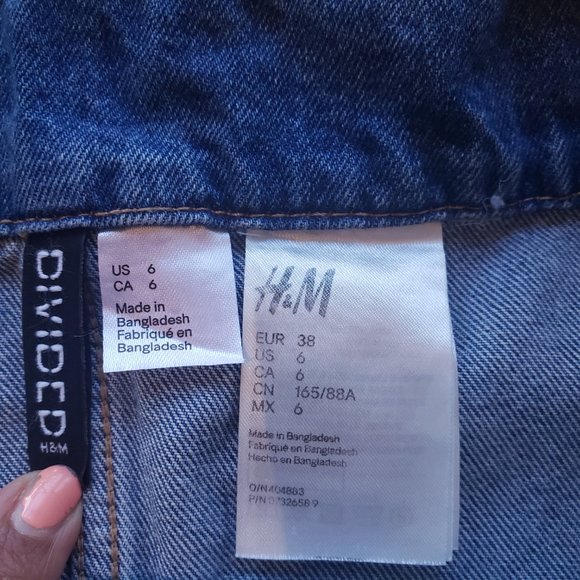 DIVIDED
H&M
US 6
CA 6
Made in
Bangladesh
Fabriqué en
Bangladesh
H&M
EUR 38
US 6
CA 6
CN 165/88A
MX 6
Made in Bangladesh
Fabriqué en Bangladesh
Hecho en Bangladesh
O/N 404883
P/N